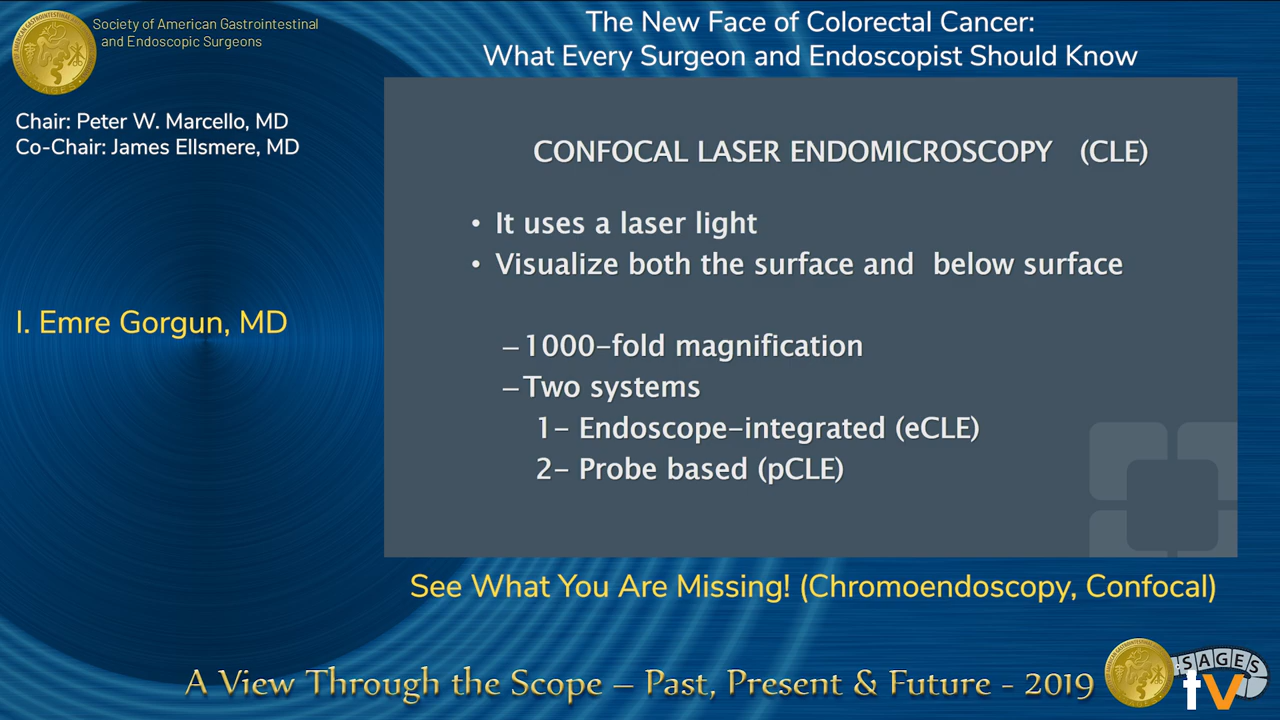 Society of American Gastrointestinal
and Endoscopic Surgeons
The New Face of Colorectal Cancer:
What Every Surgeon and Endoscopist Should Know
Chair: Peter W. Marcello, MD
Co-Chair: James Ellsmere, MD
I. Emre Gorgun, MD
CONFOCAL LASER ENDOMICROSCOPY (CLE)
• It uses a laser light
• Visualize both the surface and below surface
–1000-fold magnification
–Two systems
1- Endoscope-integrated (eCLE)
2- Probe based (pCLE)
See What You Are Missing! (Chromoendoscopy, Confocal)
A View Through the Scope – Past, Present & Future - 2019
SAGES
tv